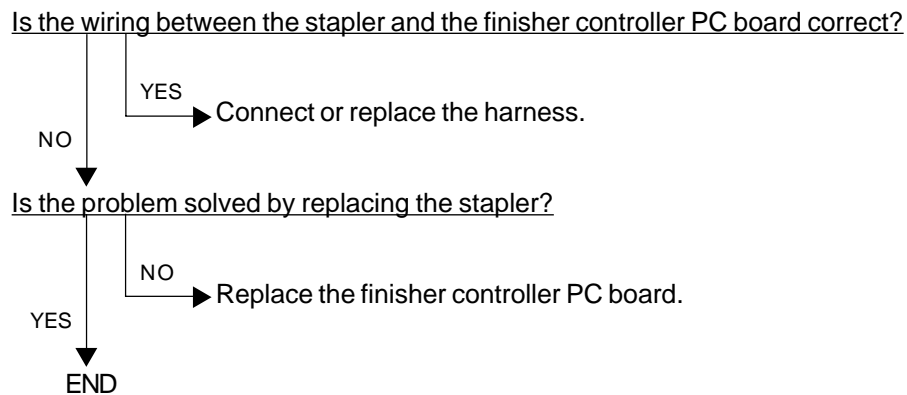 Is the wiring between the stapler and the finisher controller PC board correct?
YES
Connect or replace the harness.
NO
Is the problem solved by replacing the stapler?
NO
Replace the finisher controller PC board.
YES
END